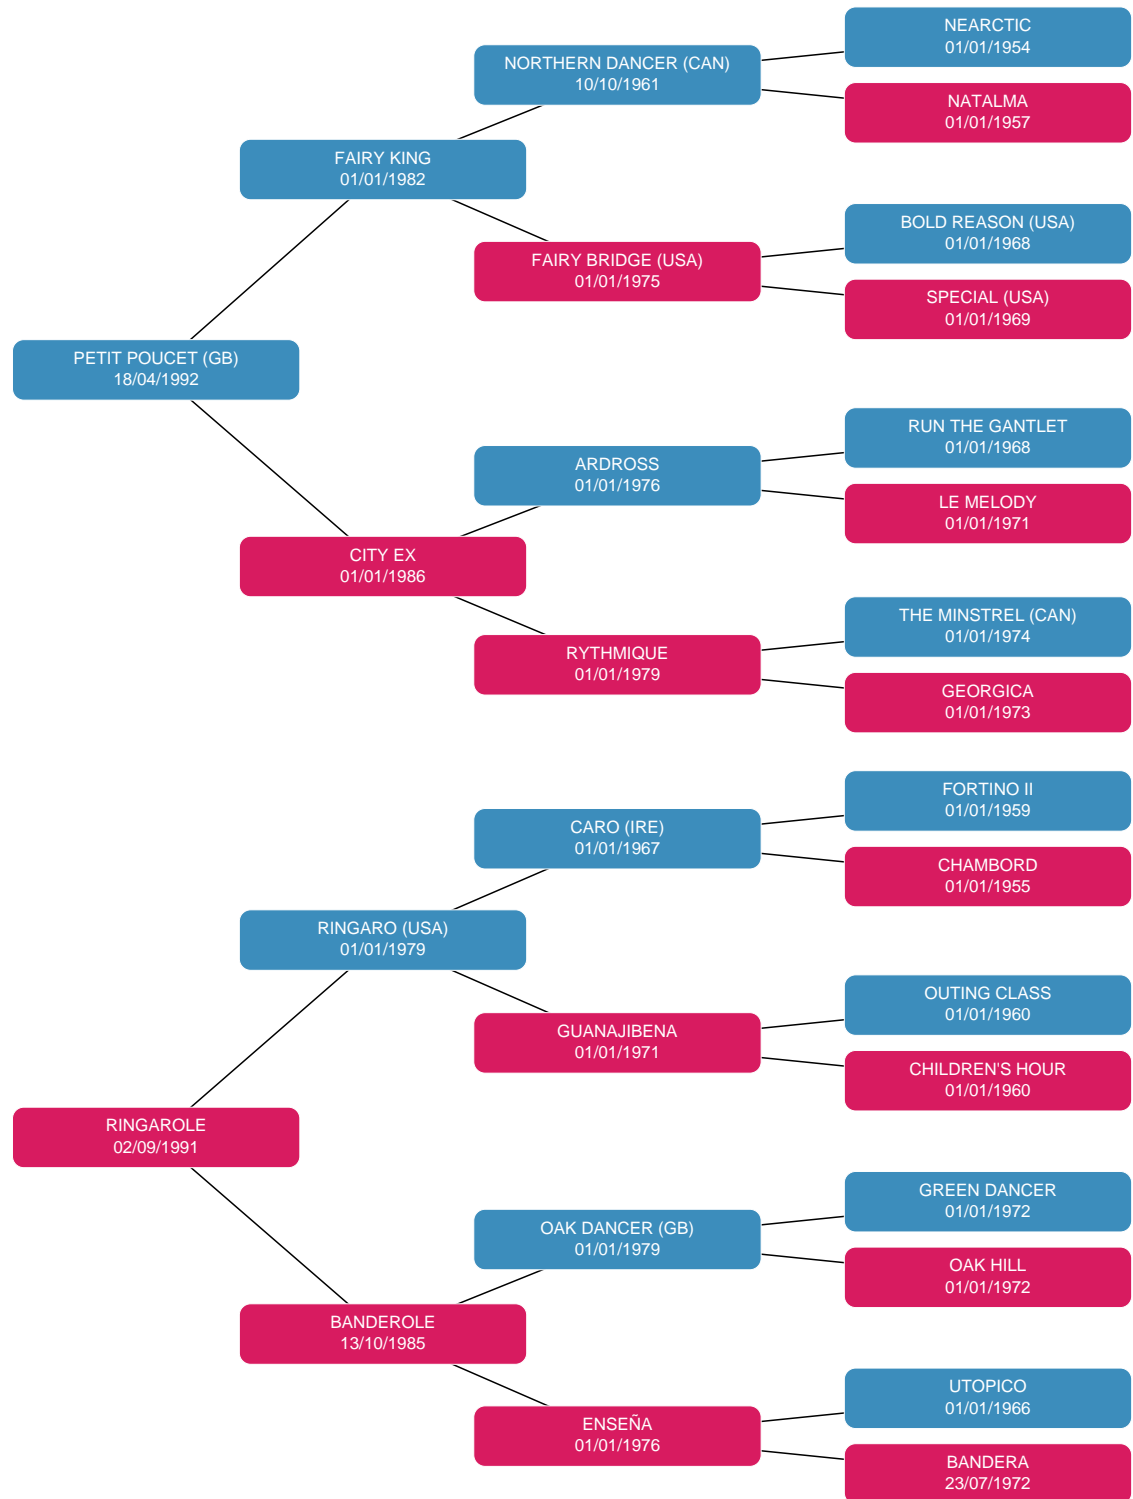 NEARCTIC
01/01/1954
NORTHERN DANCER (CAN)
10/10/1961
NATALMA
01/01/1957
FAIRY KING
01/01/1982
BOLD REASON (USA)
01/01/1968
FAIRY BRIDGE (USA)
01/01/1975
SPECIAL (USA)
01/01/1969
PETIT POUCET (GB)
18/04/1992
RUN THE GANTLET
01/01/1968
ARDROSS
01/01/1976
LE MELODY
01/01/1971
CITY EX
01/01/1986
THE MINSTREL (CAN)
01/01/1974
RYTHMIQUE
01/01/1979
GEORGICA
01/01/1973
FORTINO II
01/01/1959
CARO (IRE)
01/01/1967
CHAMBORD
01/01/1955
RINGARO (USA)
01/01/1979
OUTING CLASS
01/01/1960
GUANAJIBENA
01/01/1971
CHILDREN'S HOUR
01/01/1960
RINGAROLE
02/09/1991
GREEN DANCER
01/01/1972
OAK DANCER (GB)
01/01/1979
OAK HILL
01/01/1972
BANDEROLE
13/10/1985
UTOPICO
01/01/1966
ENSEÑA
01/01/1976
BANDERA
23/07/1972